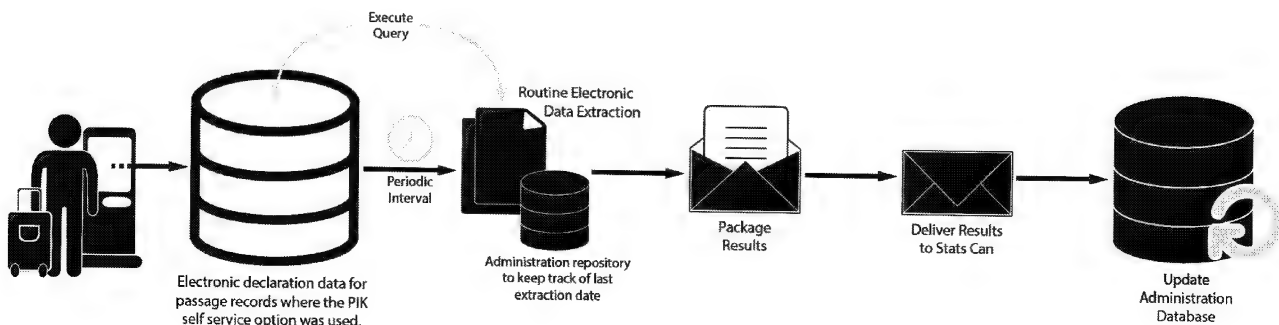 Execute
Query
Routine Electronic
Data Extraction
Periodic
Interval
Electronic declaration data for
passage records where the PIK
self service option was used.
Administration repository
to keep track of last
extraction date
Package
Results
Deliver Results
to Stats Can
Update
Administration
Database